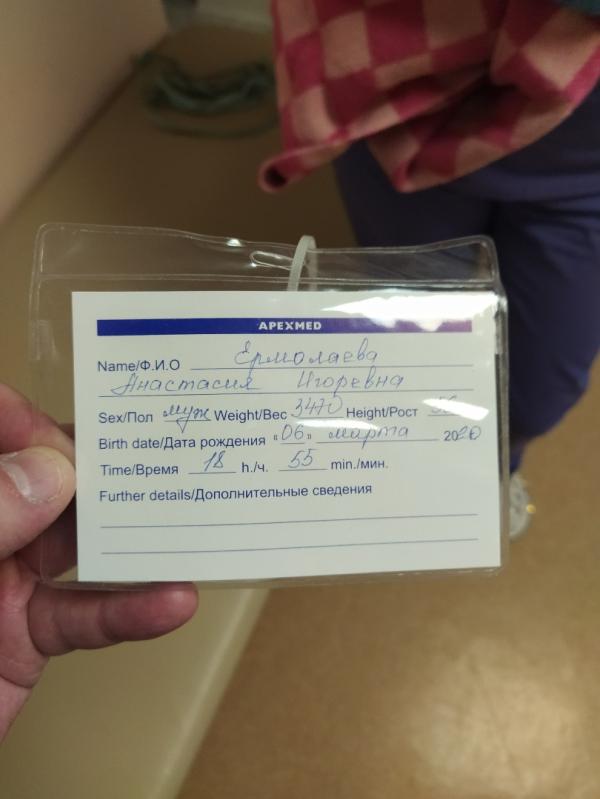 APEXMED
Name/Ф.И.О Ермолаева
Анастасия Игоревна
Sex/Пол муж Weight/Вес 3470 Height/Рост
Birth date/Дата рождения "06" марта 2020
Time/Время 18 h./ч. 55 min./мин.
Further details/Дополнительные сведения